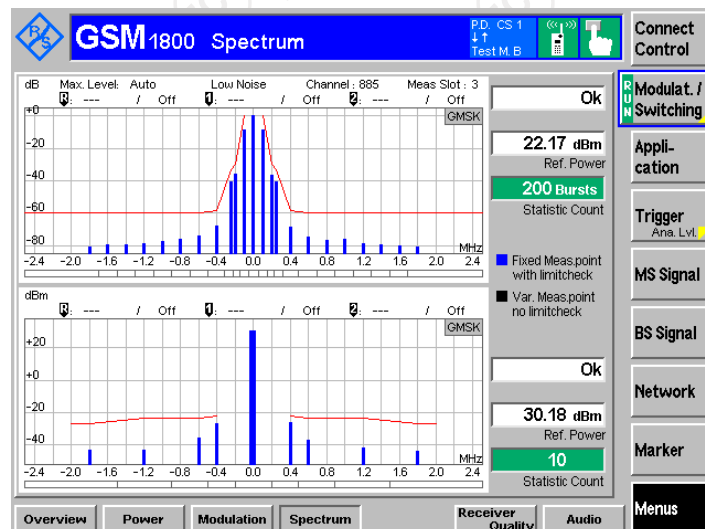 R&S
GSM 1800 Spectrum
P.D. CS 1
Test M. B
Connect Control
dB Max. Level: Auto Low Noise Channel : 885 Meas Slot : 3
R: --- / Off 1: --- / Off 2: --- / Off
GMSK
+0
-20
-40
-60
-80
MHz
-2.4 -2.0 -1.6 -1.2 -0.8 -0.4 0.0 0.4 0.8 1.2 1.6 2.0 2.4
Ok
22.17 dBm
Ref. Power
200 Bursts
Statistic Count
Fixed Meas.point
with limitcheck
Var. Meas.point
no limitcheck
dBm
R: --- / Off 1: --- / Off 2: --- / Off
GMSK
+20
+0
-20
-40
MHz
-2.4 -2.0 -1.6 -1.2 -0.8 -0.4 0.0 0.4 0.8 1.2 1.6 2.0 2.4
Ok
30.18 dBm
Ref. Power
10
Statistic Count
RUN
Modulat. /
Switching
Appli-
cation
Trigger
Ana. Lvl.
MS Signal
BS Signal
Network
Marker
Menus
Overview Power Modulation Spectrum Receiver Quality Audio